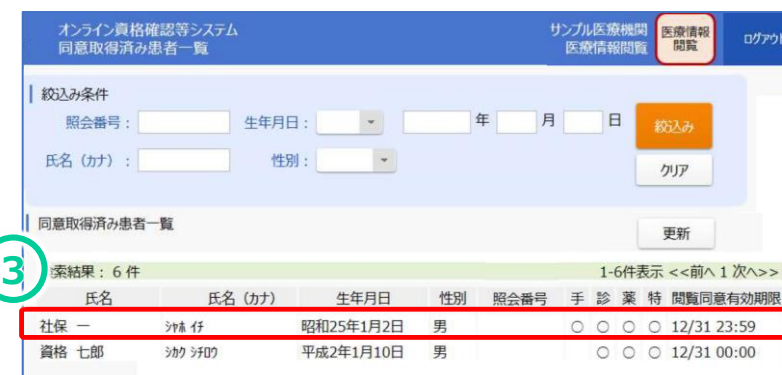 オンライン資格確認等システム
同意取得済み患者一覧
サンプル医療機関
医療情報閲覧
医療情報
閲覧
ログアウト
絞込み条件
照会番号：
生年月日：
年
月
日
絞込み
氏名（カナ）：
性別：
クリア
同意取得済み患者一覧
更新
③
索結果： 6 件
1-6件表示 <<前へ 1 次へ>>
氏名 氏名（カナ） 生年月日 性別 照会番号 手 診 薬 特 閲覧同意有効期限
社保 一 ｼｬﾎ ｲﾁ 昭和25年1月2日 男 ○ ○ ○ ○ 12/31 23:59
資格 七郎 ｼｶｸ ｼﾁﾛｳ 平成2年1月10日 男 ○ ○ ○ 12/31 00:00